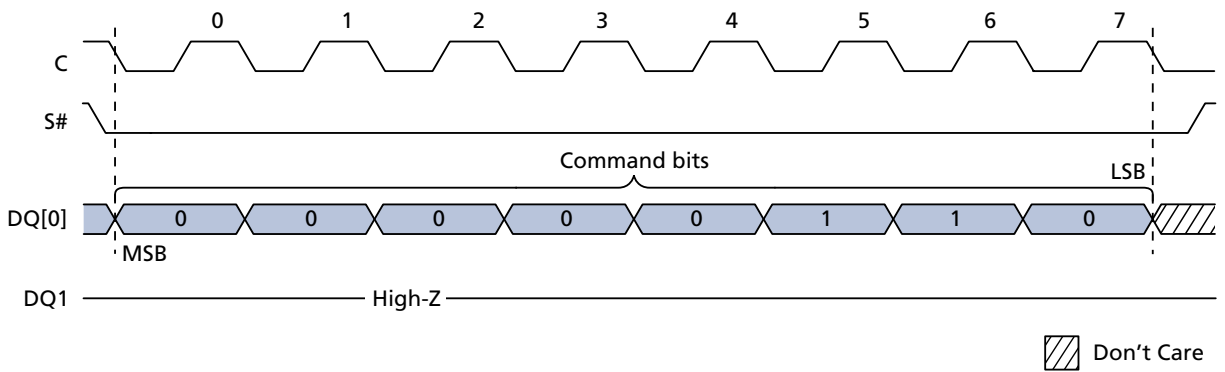 0 1 2 3 4 5 6 7
C
S#
Command bits
LSB
DQ[0] 0 0 0 0 0 1 1 0
MSB
DQ1 High-Z
Don't Care